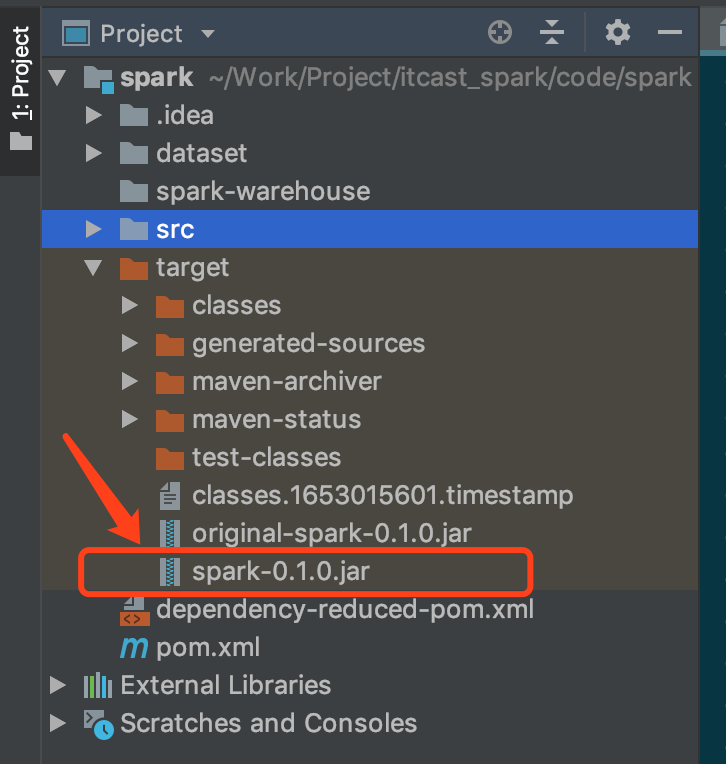 1: Project
Project
spark ~/Work/Project/itcast_spark/code/spark
.idea
dataset
spark-warehouse
src
target
classes
generated-sources
maven-archiver
maven-status
test-classes
classes.1653015601.timestamp
original-spark-0.1.0.jar
spark-0.1.0.jar
dependency-reduced-pom.xml
m pom.xml
External Libraries
Scratches and Consoles